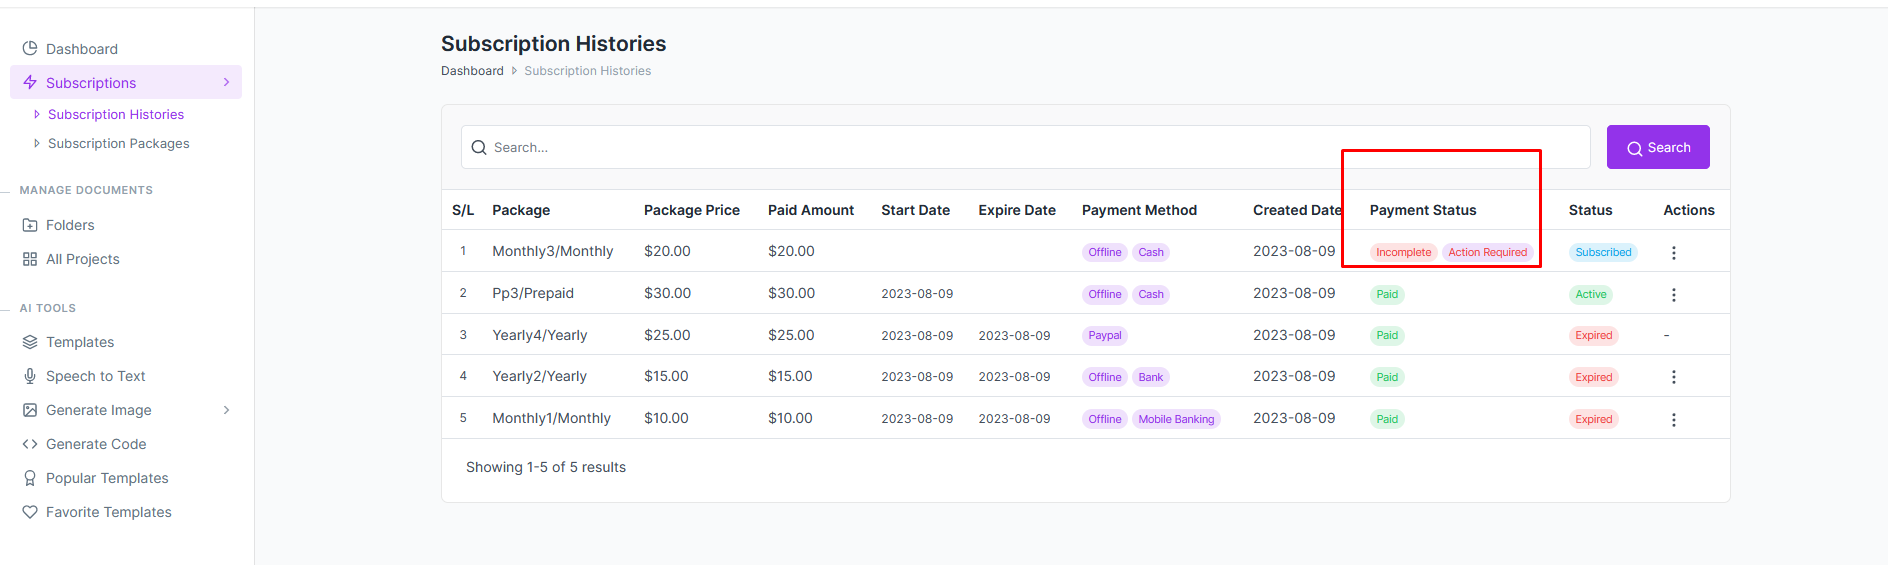 Dashboard
Subscriptions
Subscription Histories
Subscription Packages
MANAGE DOCUMENTS
Folders
All Projects
AI TOOLS
Templates
Speech to Text
Generate Image
Generate Code
Popular Templates
Favorite Templates
Subscription Histories
Dashboard Subscription Histories
Search...
Search
S/L Package Package Price Paid Amount Start Date Expire Date Payment Method Created Date Payment Status Status Actions
1 Monthly3/Monthly $20.00 $20.00 Offline Cash 2023-08-09 Incomplete Action Required Subscribed
2 Pp3/Prepaid $30.00 $30.00 2023-08-09 Offline Cash 2023-08-09 Paid Active
3 Yearly4/Yearly $25.00 $25.00 2023-08-09 2023-08-09 Paypal 2023-08-09 Paid Expired -
4 Yearly2/Yearly $15.00 $15.00 2023-08-09 2023-08-09 Offline Bank 2023-08-09 Paid Expired
5 Monthly1/Monthly $10.00 $10.00 2023-08-09 2023-08-09 Offline Mobile Banking 2023-08-09 Paid Expired
Showing 1-5 of 5 results